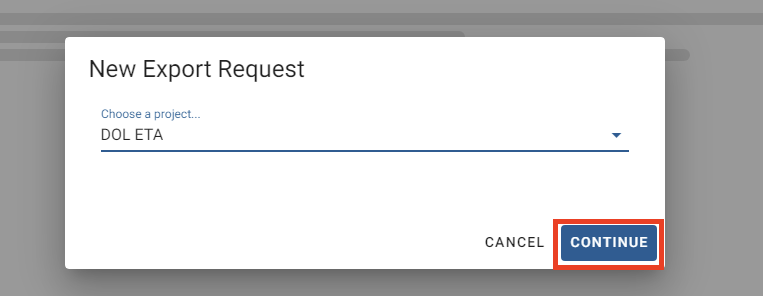 New Export Request
Choose a project...
DOL ETA
CANCEL CONTINUE